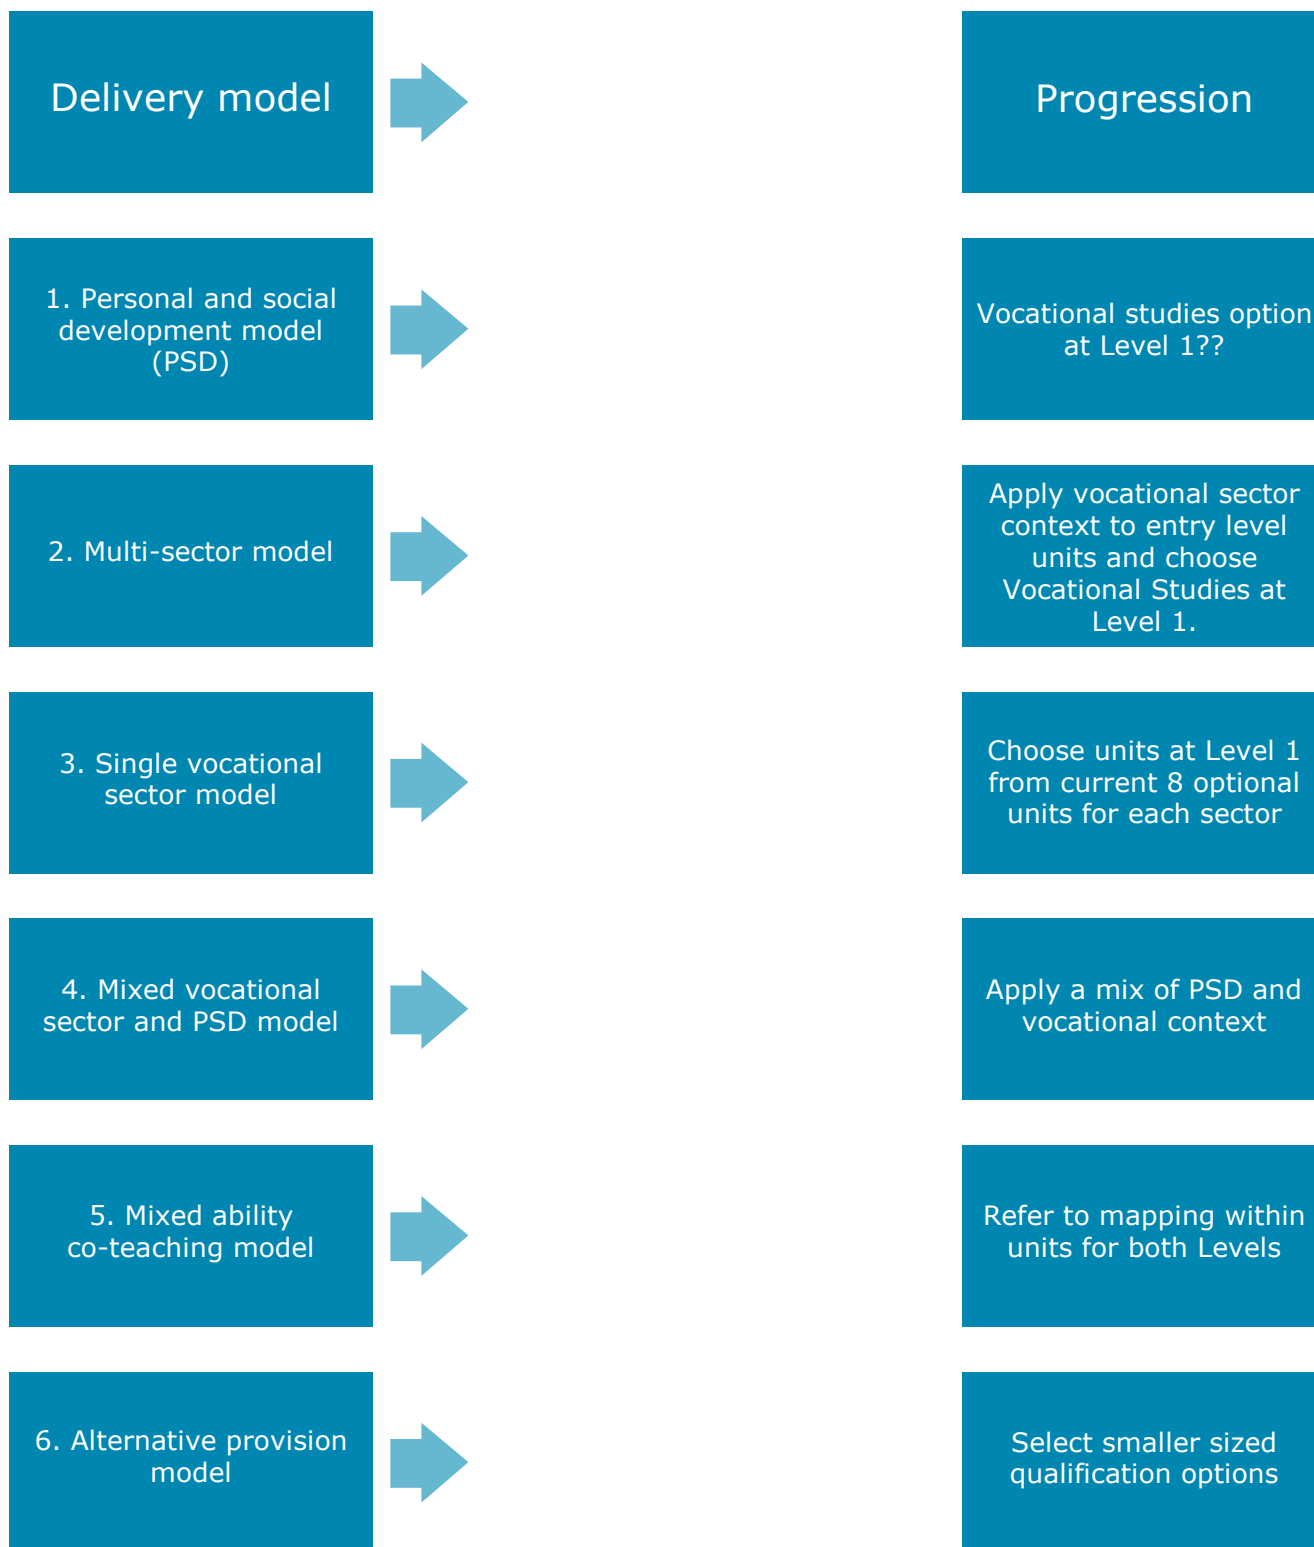 Delivery model
Progression
1. Personal and social
development model
(PSD)
Vocational studies option
at Level 1??
2. Multi-sector model
Apply vocational sector
context to entry level
units and choose
Vocational Studies at
Level 1.
3. Single vocational
sector model
Choose units at Level 1
from current 8 optional
units for each sector
4. Mixed vocational
sector and PSD model
Apply a mix of PSD and
vocational context
5. Mixed ability
co-teaching model
Refer to mapping within
units for both Levels
6. Alternative provision
model
Select smaller sized
qualification options